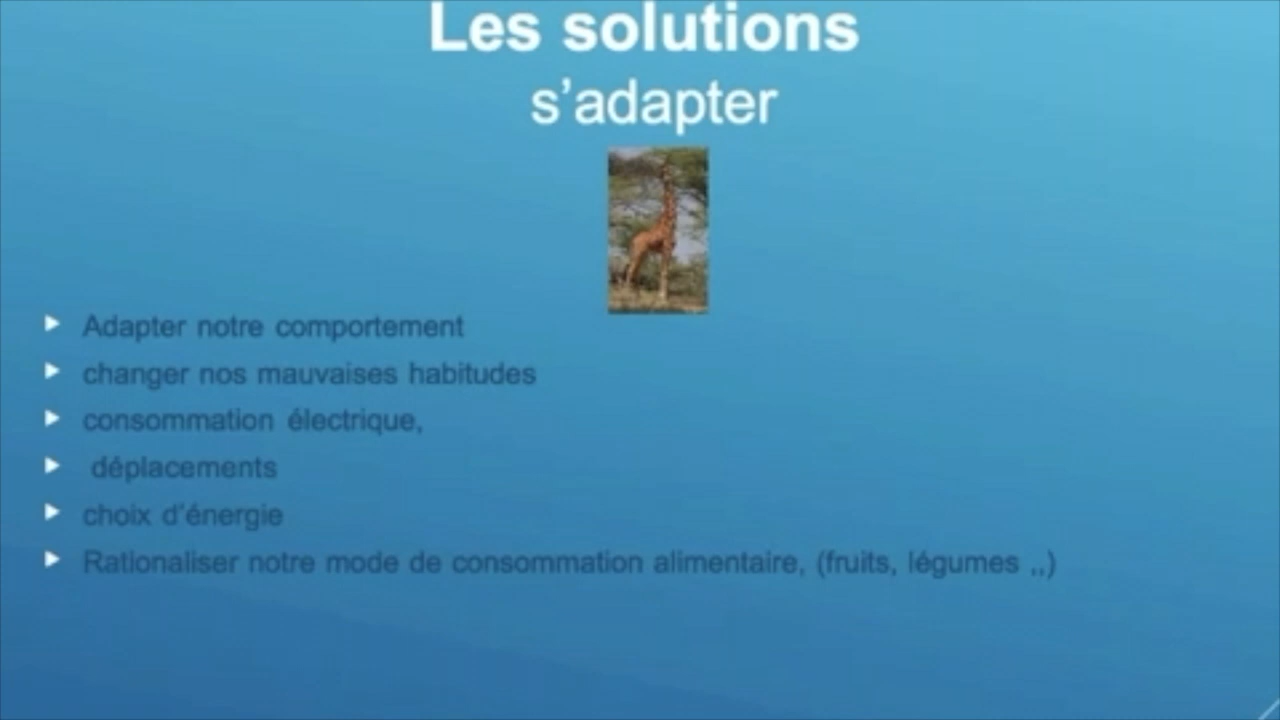 Les solutions
s'adapter
Adapter notre comportement
changer nos mauvaises habitudes
consommation électrique,
déplacements
choix d'énergie
Rationaliser notre mode de consommation alimentaire, (fruits, légumes ,,)